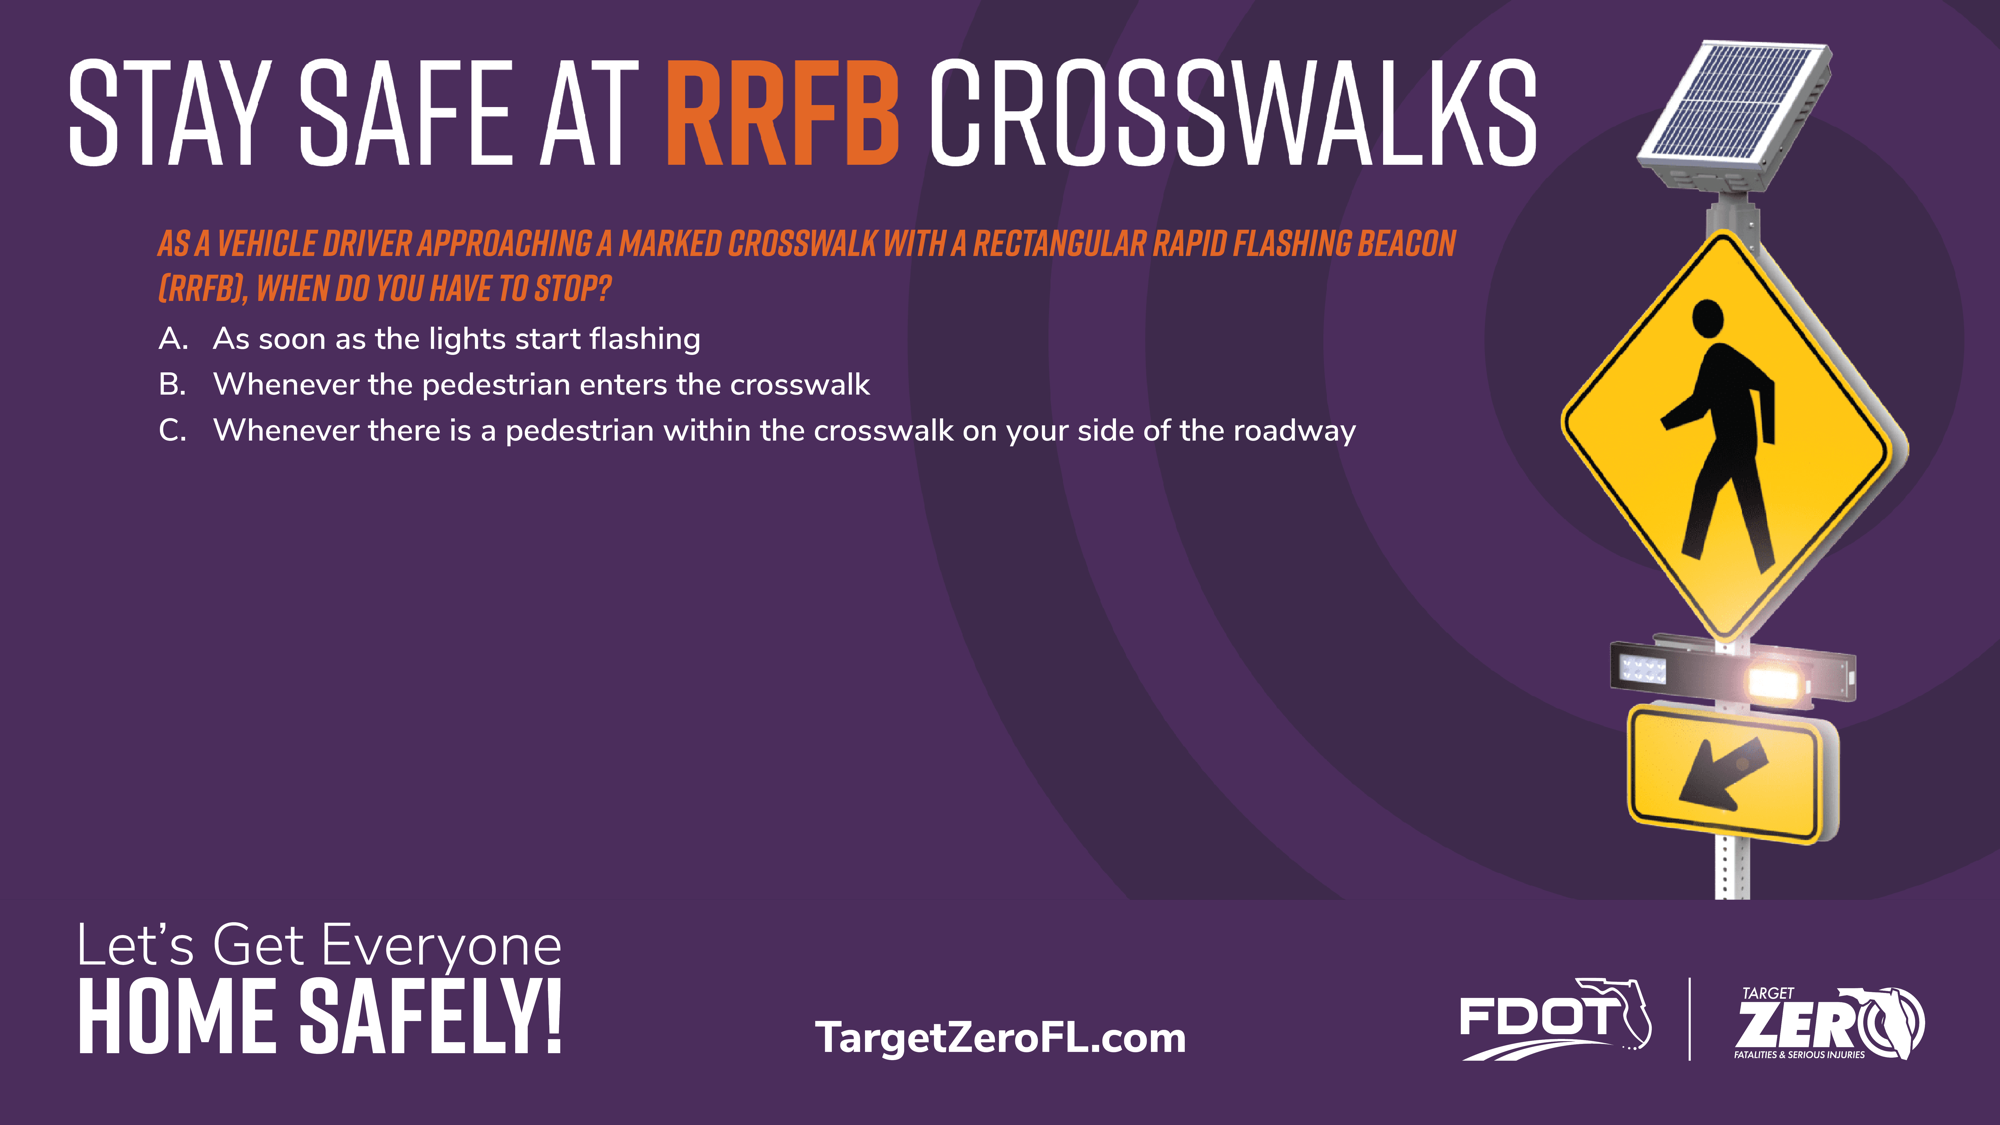 STAY SAFE AT RRFB CROSSWALKS
AS A VEHICLE DRIVER APPROACHING A MARKED CROSSWALK WITH A RECTANGULAR RAPID FLASHING BEACON
(RRFB), WHEN DO YOU HAVE TO STOP?
A. As soon as the lights start flashing
B. Whenever the pedestrian enters the crosswalk
C. Whenever there is a pedestrian within the crosswalk on your side of the roadway
Let's Get Everyone
HOME SAFELY!
TargetZeroFL.com
FDOT
TARGET
ZERO
FATALITIES & SERIOUS INJURIES